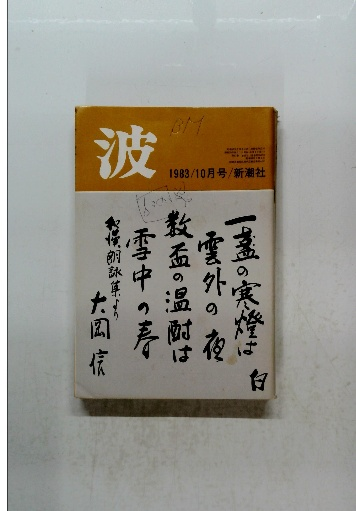 波
1983/10月号/新潮社
一盞の寒燈は
雲外の夜
数盃の温酎は
雪中の春
白
和漢朗詠集より
大岡信